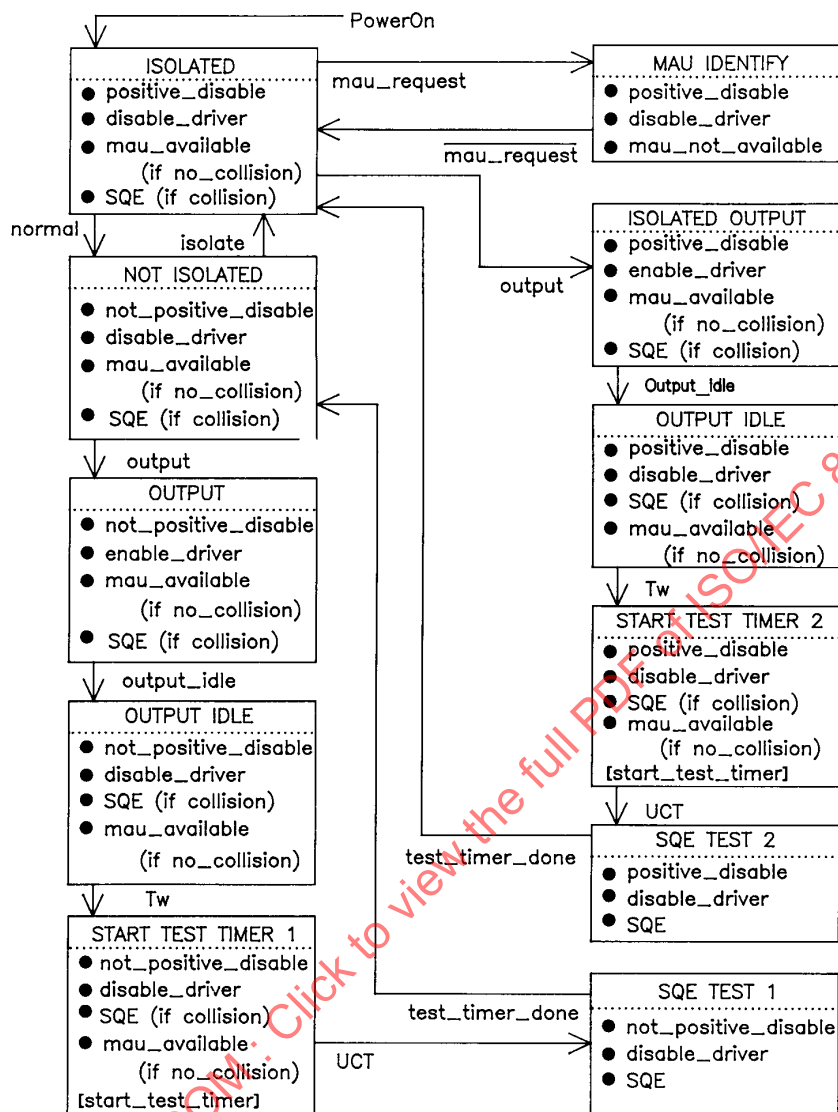 PowerOn
ISOLATED
● positive_disable
● disable_driver
● mau_available
(if no_collision)
● SQE (if collision)
mau_request
MAU IDENTIFY
● positive_disable
● disable_driver
● mau_not_available
mau_request
normal
isolate
output
ISOLATED OUTPUT
● positive_disable
● enable_driver
● mau_available
(if no_collision)
● SQE (if collision)
NOT ISOLATED
● not_positive_disable
● disable_driver
● mau_available
(if no_collision)
● SQE (if collision)
Output_idle
OUTPUT IDLE
● positive_disable
● disable_driver
● SQE (if collision)
● mau_available
(if no_collision)
output
OUTPUT
● not_positive_disable
● enable_driver
● mau_available
(if no_collision)
● SQE (if collision)
Tw
START TEST TIMER 2
● positive_disable
● disable_driver
● SQE (if collision)
● mau_available
(if no_collision)
[start_test_timer]
output_idle
OUTPUT IDLE
● not_positive_disable
● disable_driver
● SQE (if collision)
● mau_available
(if no_collision)
UCT
test_timer_done
SQE TEST 2
● positive_disable
● disable_driver
● SQE
Tw
START TEST TIMER 1
● not_positive_disable
● disable_driver
● SQE (if collision)
● mau_available
(if no_collision)
[start_test_timer]
UCT
test_timer_done
SQE TEST 1
● not_positive_disable
● disable_driver
● SQE
OM: Click to view the full PDF of ISO/IEC 8